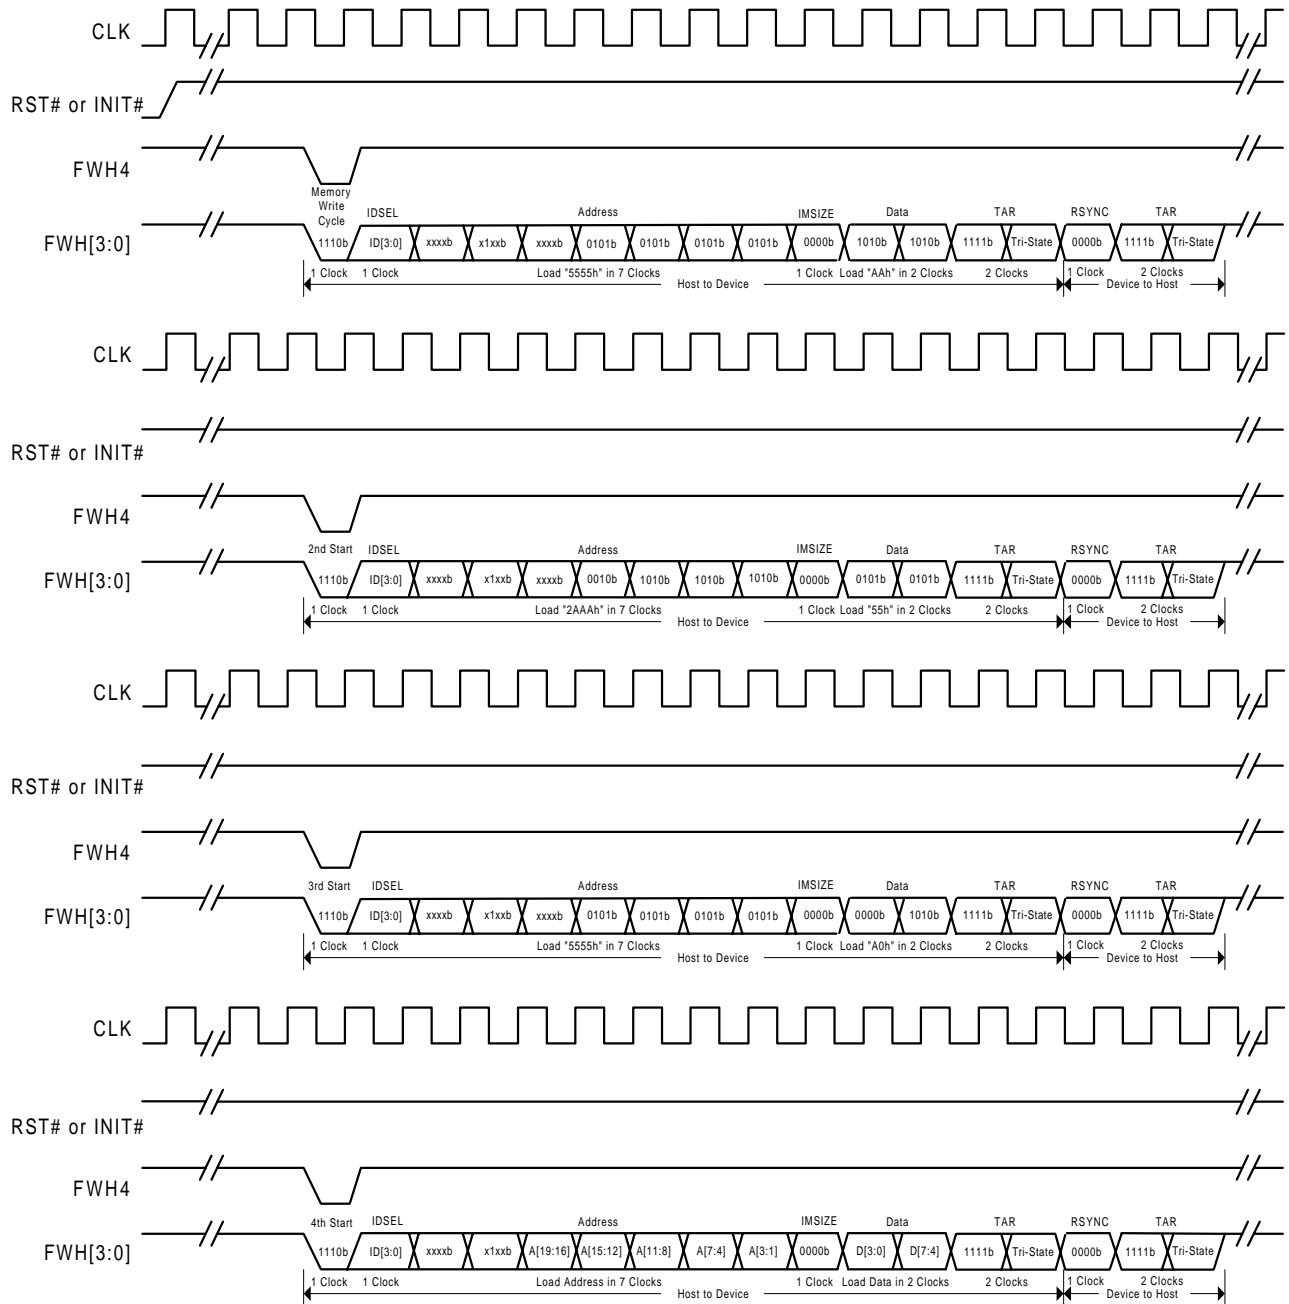 CLK
RST# or INIT#
FWH4
Memory
Write
Cycle
IDSEL Address IMSIZE Data TAR RSYNC TAR
FWH[3:0] 1110b ID[3:0] xxxxb x1xxb xxxxb 0101b 0101b 0101b 0101b 0000b 1010b 1010b 1111b Tri-State 0000b 1111b Tri-State
1 Clock 1 Clock Load "5555h" in 7 Clocks 1 Clock Load "AAh" in 2 Clocks 2 Clocks 1 Clock 2 Clocks
Host to Device Device to Host
CLK
RST# or INIT#
FWH4
2nd Start IDSEL Address IMSIZE Data TAR RSYNC TAR
FWH[3:0] 1110b ID[3:0] xxxxb x1xxb xxxxb 0010b 1010b 1010b 1010b 0000b 0101b 0101b 1111b Tri-State 0000b 1111b Tri-State
1 Clock 1 Clock Load "2AAAh" in 7 Clocks 1 Clock Load "55h" in 2 Clocks 2 Clocks 1 Clock 2 Clocks
Host to Device Device to Host
CLK
RST# or INIT#
FWH4
3rd Start IDSEL Address IMSIZE Data TAR RSYNC TAR
FWH[3:0] 1110b ID[3:0] xxxxb x1xxb xxxxb 0101b 0101b 0101b 0101b 0000b 0000b 1010b 1111b Tri-State 0000b 1111b Tri-State
1 Clock 1 Clock Load "5555h" in 7 Clocks 1 Clock Load "A0h" in 2 Clocks 2 Clocks 1 Clock 2 Clocks
Host to Device Device to Host
CLK
RST# or INIT#
FWH4
4th Start IDSEL Address IMSIZE Data TAR RSYNC TAR
FWH[3:0] 1110b ID[3:0] xxxxb x1xxb A[19:16] A[15:12] A[11:8] A[7:4] A[3:1] 0000b D[3:0] D[7:4] 1111b Tri-State 0000b 1111b Tri-State
1 Clock 1 Clock Load Address in 7 Clocks 1 Clock Load Data in 2 Clocks 2 Clocks 1 Clock 2 Clocks
Host to Device Device to Host